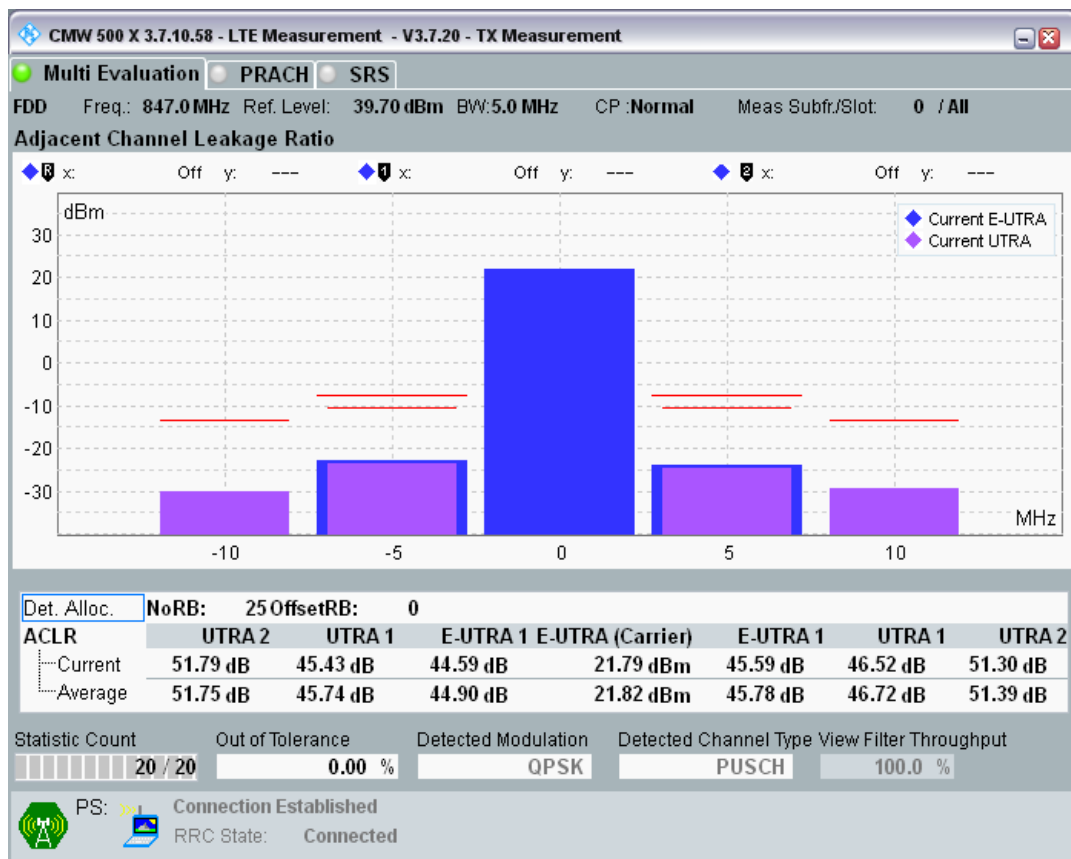 CMW 500 X 3.7.10.58 - LTE Measurement - V3.7.20 - TX Measurement
Multi Evaluation PRACH SRS
FDD Freq.: 847.0 MHz Ref. Level: 39.70 dBm BW:5.0 MHz CP :Normal Meas Subfr./Slot: 0 / All
Adjacent Channel Leakage Ratio
R x: Off y: --- 1 x: Off y: --- 2 x: Off y: ---
dBm
Current E-UTRA
Current UTRA
30
20
10
0
-10
-20
-30
MHz
-10 -5 0 5 10
Det. Alloc. NoRB: 25 OffsetRB: 0
ACLR UTRA 2 UTRA 1 E-UTRA 1 E-UTRA (Carrier) E-UTRA 1 UTRA 1 UTRA 2
Current 51.79 dB 45.43 dB 44.59 dB 21.79 dBm 45.59 dB 46.52 dB 51.30 dB
Average 51.75 dB 45.74 dB 44.90 dB 21.82 dBm 45.78 dB 46.72 dB 51.39 dB
Statistic Count Out of Tolerance Detected Modulation Detected Channel Type View Filter Throughput
20 / 20 0.00 % QPSK PUSCH 100.0 %
PS: Connection Established
RRC State: Connected